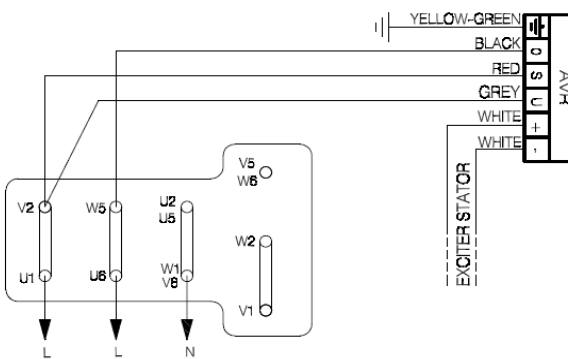 YELLOW-GREEN
BLACK
0
RED
S
GREY
U
WHITE
+
WHITE
-
AVR
EXCITER STATOR
V5
W6
V2
W5
U2
U5
W2
U1
U6
W1
V6
V1
L
L
N